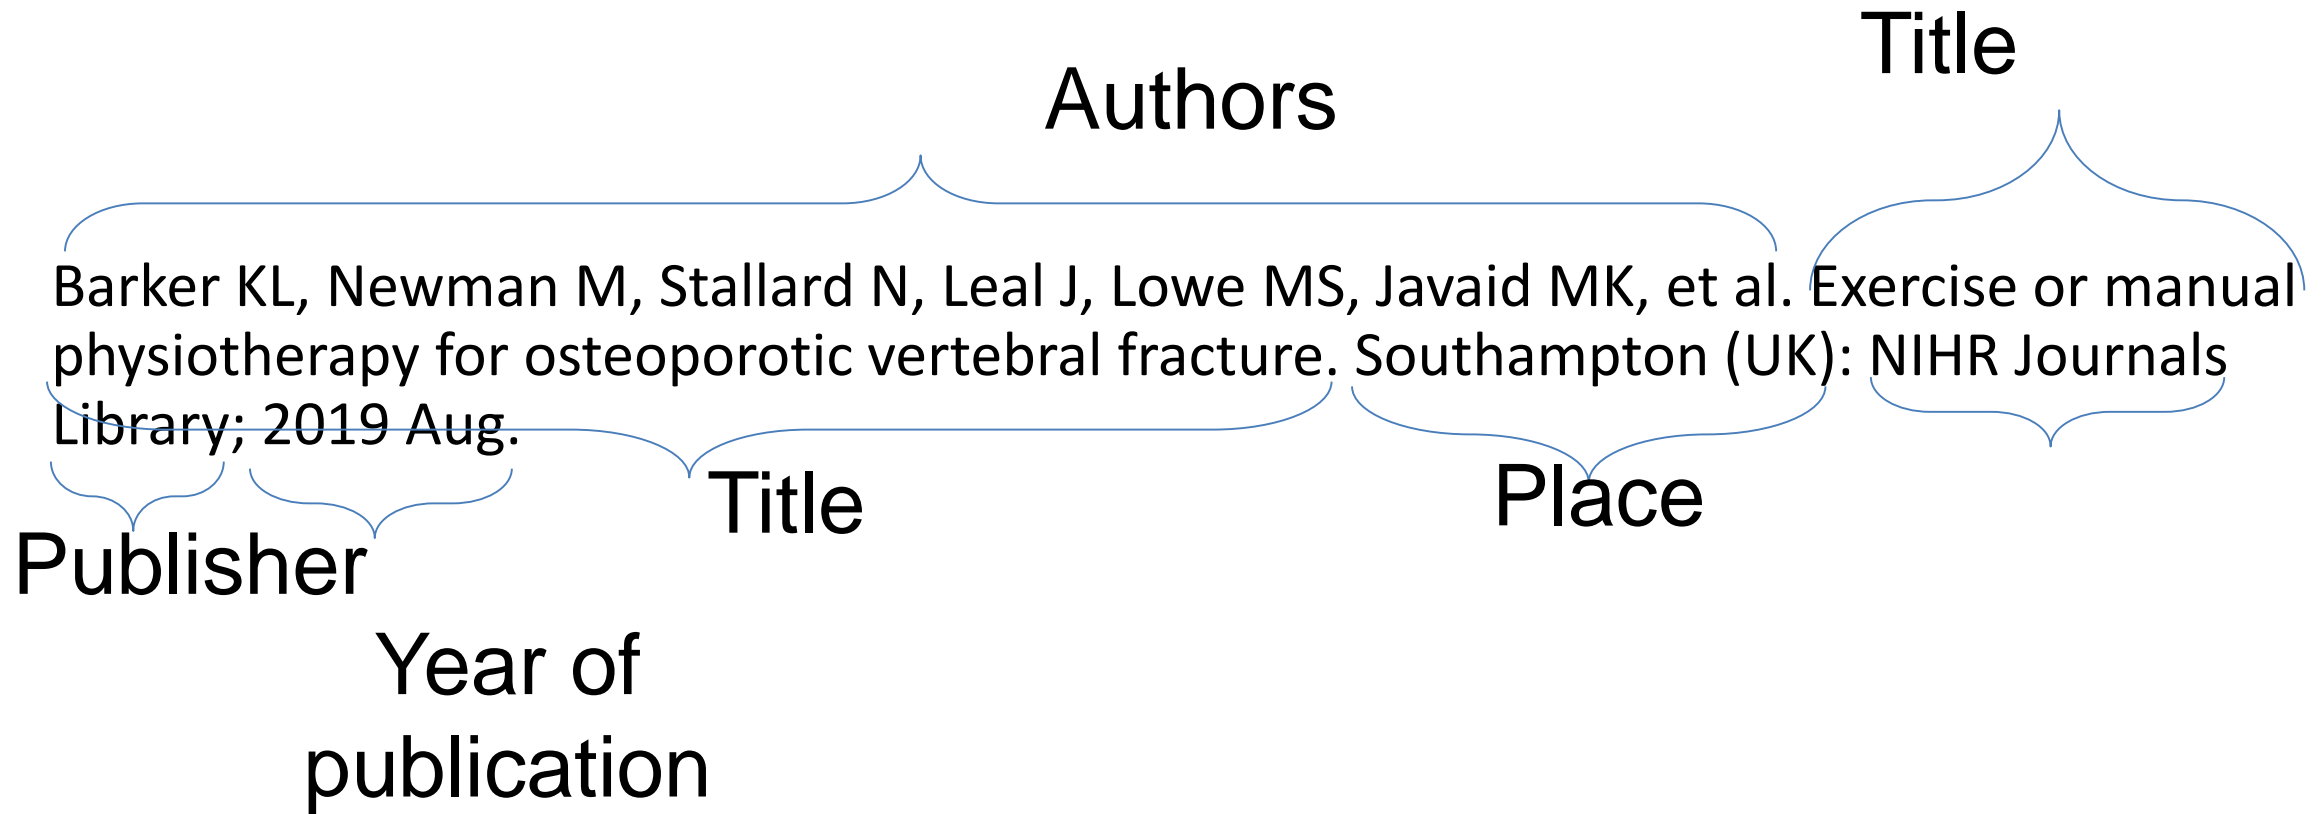 Title
Authors
Barker KL, Newman M, Stallard N, Leal J, Lowe MS, Javaid MK, et al. Exercise or manual
physiotherapy for osteoporotic vertebral fracture. Southampton (UK): NIHR Journals
Library; 2019 Aug.
Title
Place
Publisher
Year of
publication